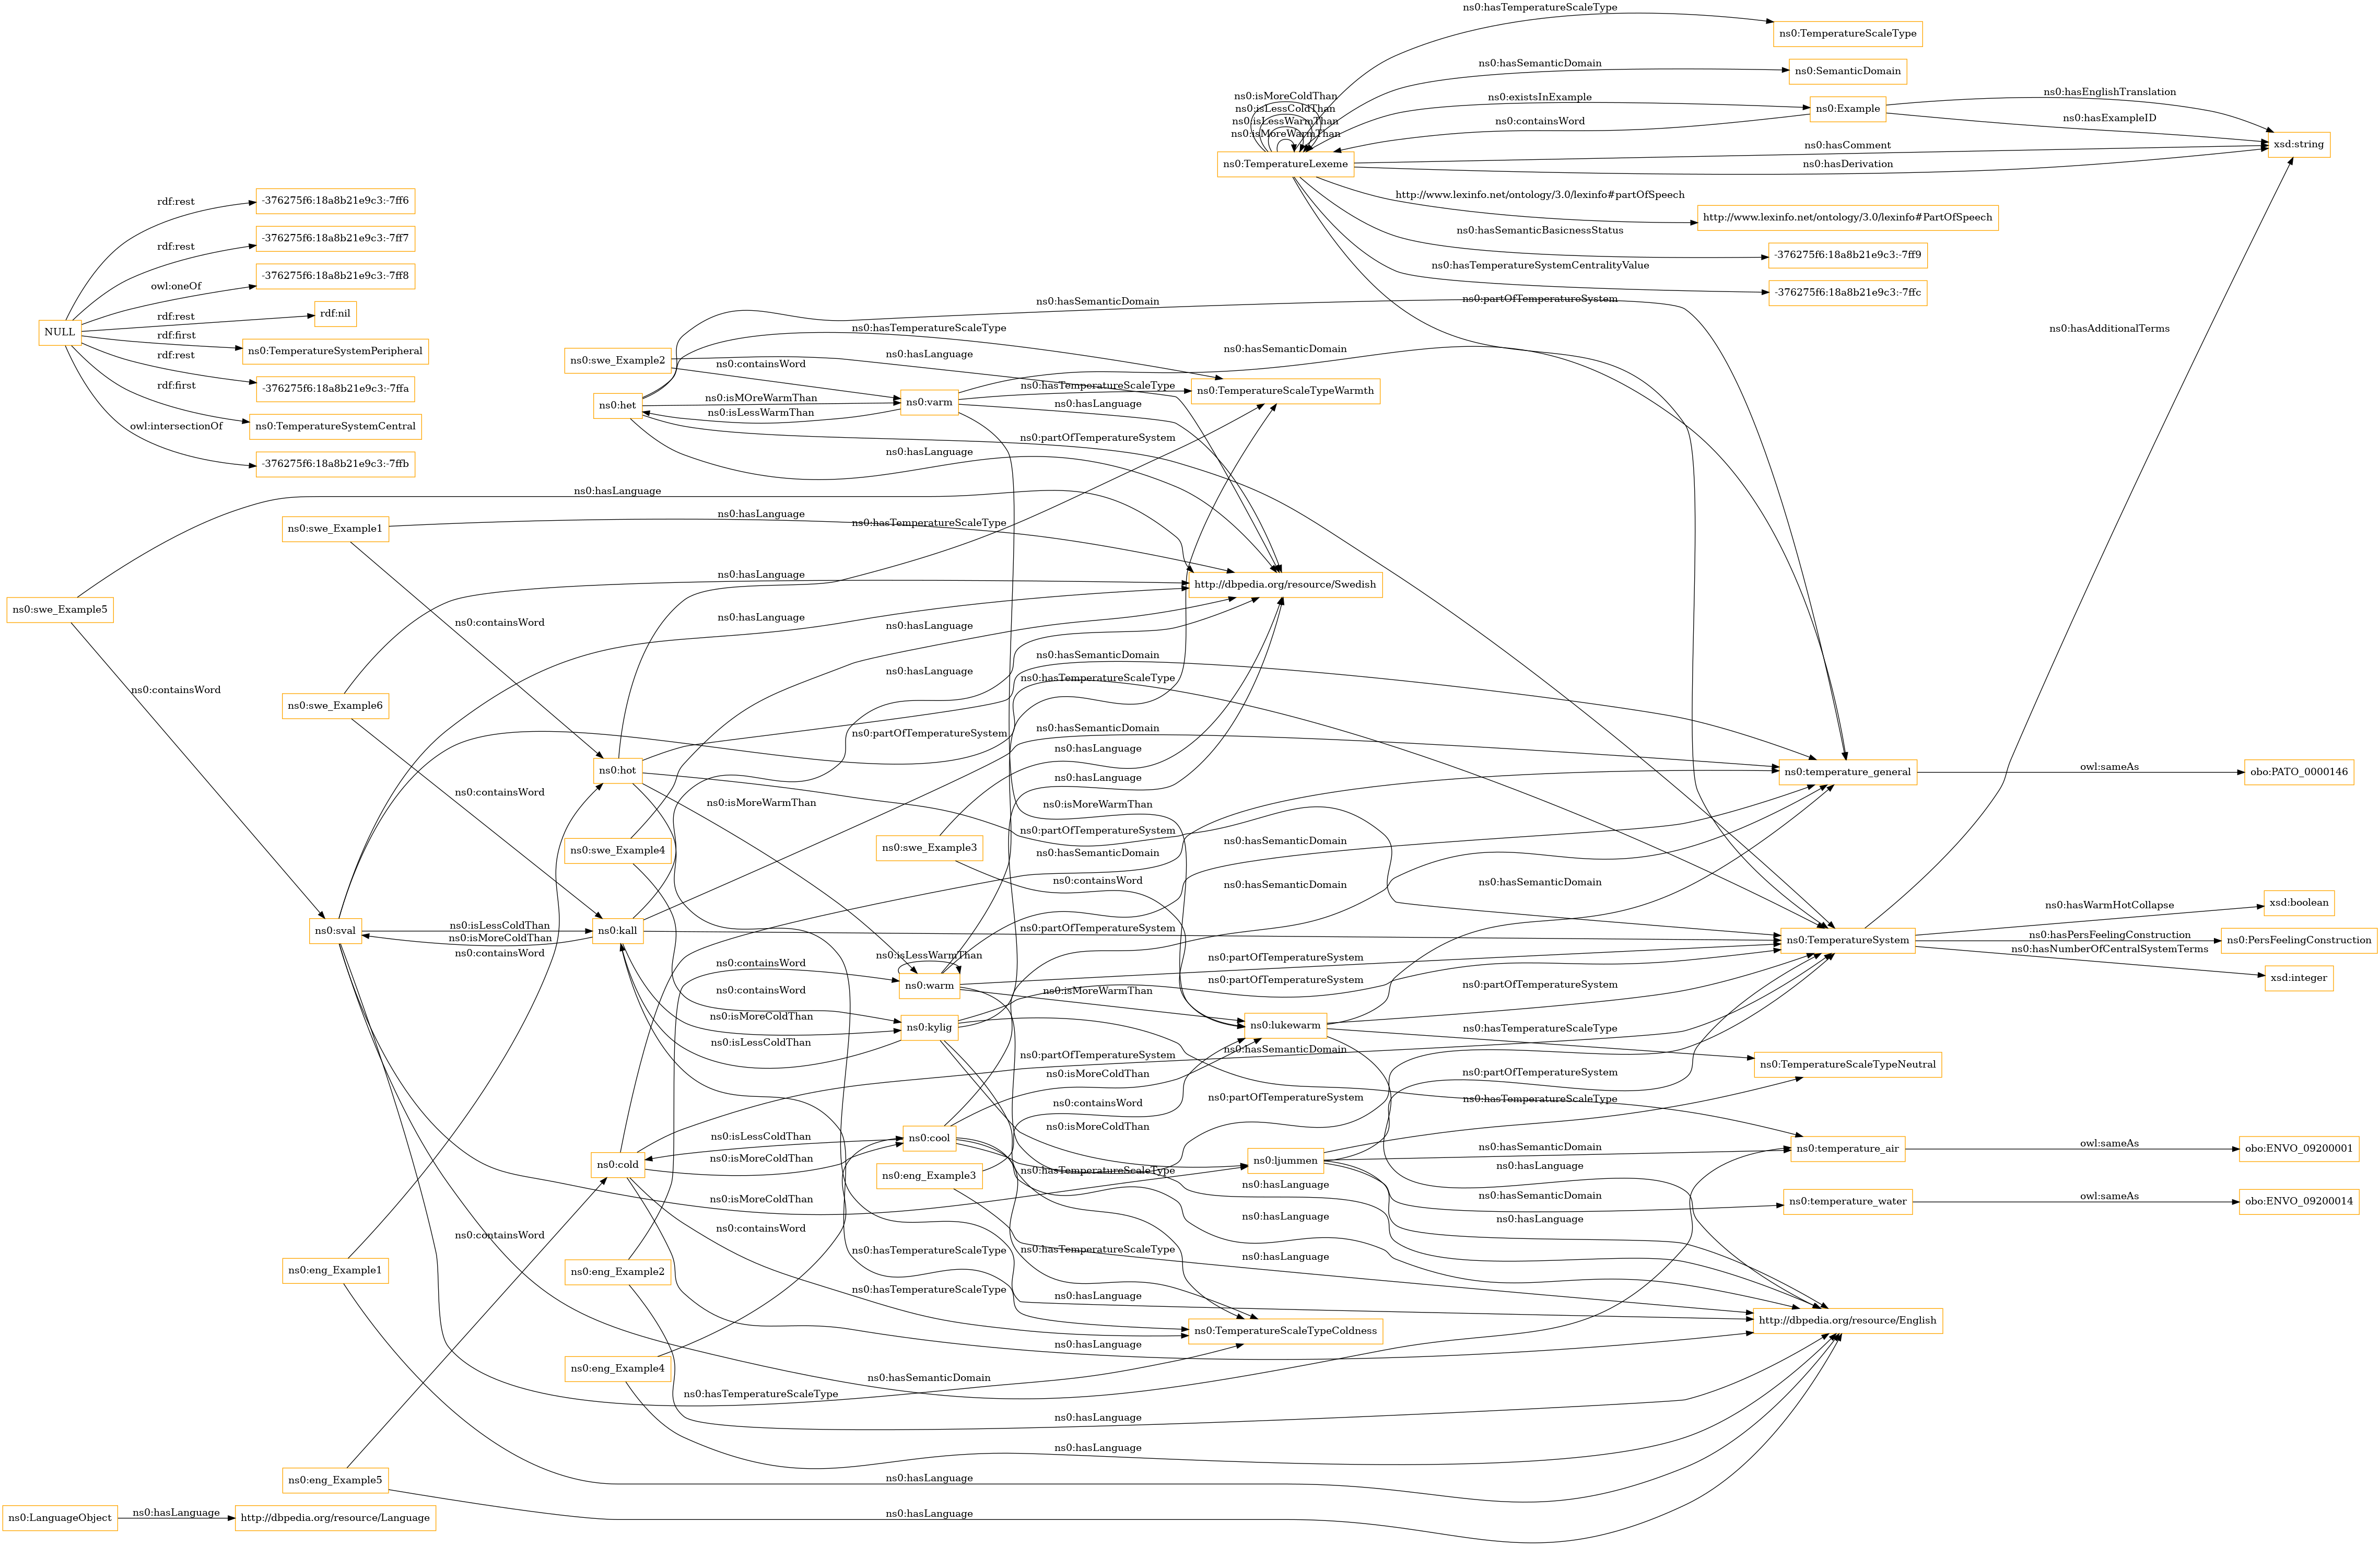 ns0:hasTemperatureScaleType
ns0:TemperatureScaleType
ns0:hasSemanticDomain
ns0:SemanticDomain
ns0:isMoreColdThan
ns0:isLessColdThan
ns0:isLessWarmThan
ns0:isMoreWarmThan
ns0:existsInExample
ns0:Example
ns0:hasEnglishTranslation
ns0:containsWord
ns0:hasExampleID
xsd:string
ns0:TemperatureLexeme
ns0:hasComment
ns0:hasDerivation
http://www.lexinfo.net/ontology/3.0/lexinfo#partOfSpeech
http://www.lexinfo.net/ontology/3.0/lexinfo#PartOfSpeech
ns0:hasSemanticBasicnessStatus
-376275f6:18a8b21e9c3:-7ff9
ns0:hasTemperatureSystemCentralityValue
-376275f6:18a8b21e9c3:-7ffc
ns0:partOfTemperatureSystem
ns0:hasAdditionalTerms
rdf:rest
-376275f6:18a8b21e9c3:-7ff6
rdf:rest
-376275f6:18a8b21e9c3:-7ff7
owl:oneOf
-376275f6:18a8b21e9c3:-7ff8
rdf:rest
rdf:nil
NULL
rdf:first
ns0:TemperatureSystemPeripheral
rdf:rest
-376275f6:18a8b21e9c3:-7ffa
rdf:first
ns0:TemperatureSystemCentral
owl:intersectionOf
-376275f6:18a8b21e9c3:-7ffb
ns0:hasSemanticDomain
ns0:hasTemperatureScaleType
ns0:swe_Example2
ns0:hasLanguage
ns0:containsWord
ns0:hasSemanticDomain
ns0:het
ns0:isMOreWarmThan
ns0:isLessWarmThan
ns0:varm
ns0:hasTemperatureScaleType
ns0:TemperatureScaleTypeWarmth
ns0:hasLanguage
ns0:partOfTemperatureSystem
ns0:hasLanguage
ns0:hasLanguage
ns0:swe_Example1
ns0:hasLanguage
ns0:hasTemperatureScaleType
ns0:swe_Example5
ns0:hasLanguage
http://dbpedia.org/resource/Swedish
ns0:containsWord
ns0:hasLanguage
ns0:hasLanguage
ns0:containsWord
ns0:swe_Example6
ns0:hasLanguage
ns0:hasSemanticDomain
ns0:hasTemperatureScaleType
ns0:partOfTemperatureSystem
ns0:hasSemanticDomain
ns0:hasLanguage
ns0:hot
ns0:hasLanguage
ns0:temperature_general
owl:sameAs
obo:PATO_0000146
ns0:containsWord
ns0:isMoreWarmThan
ns0:isMoreWarmThan
ns0:swe_Example4
ns0:swe_Example3
ns0:partOfTemperatureSystem
ns0:hasSemanticDomain
ns0:hasSemanticDomain
ns0:containsWord
ns0:hasSemanticDomain
ns0:hasSemanticDomain
ns0:sval
ns0:isLessColdThan
ns0:isMoreColdThan
ns0:kall
ns0:partOfTemperatureSystem
ns0:TemperatureSystem
ns0:hasWarmHotCollapse
xsd:boolean
ns0:hasPersFeelingConstruction
ns0:PersFeelingConstruction
ns0:hasNumberOfCentralSystemTerms
xsd:integer
ns0:containsWord
ns0:containsWord
ns0:isLessWarmThan
ns0:warm
ns0:partOfTemperatureSystem
ns0:partOfTemperatureSystem
ns0:partOfTemperatureSystem
ns0:containsWord
ns0:isMoreWarmThan
ns0:isMoreColdThan
ns0:kylig
ns0:lukewarm
ns0:hasTemperatureScaleType
ns0:isLessColdThan
ns0:hasSemanticDomain
ns0:partOfTemperatureSystem
ns0:TemperatureScaleTypeNeutral
ns0:isMoreColdThan
ns0:partOfTemperatureSystem
ns0:containsWord
ns0:partOfTemperatureSystem
ns0:hasTemperatureScaleType
ns0:isMoreColdThan
ns0:isLessColdThan
ns0:cool
ns0:cold
ns0:isMoreColdThan
ns0:eng_Example3
ns0:hasTemperatureScaleType
ns0:ljummen
ns0:hasSemanticDomain
ns0:temperature_air
owl:sameAs
obo:ENVO_09200001
ns0:hasLanguage
ns0:isMoreColdThan
ns0:hasLanguage
ns0:hasSemanticDomain
ns0:temperature_water
owl:sameAs
obo:ENVO_09200014
ns0:containsWord
ns0:containsWord
ns0:hasLanguage
ns0:hasLanguage
ns0:eng_Example1
ns0:eng_Example2
ns0:hasTemperatureScaleType
ns0:hasTemperatureScaleType
ns0:hasLanguage
ns0:hasTemperatureScaleType
ns0:hasLanguage
ns0:TemperatureScaleTypeColdness
http://dbpedia.org/resource/English
ns0:hasLanguage
ns0:eng_Example4
ns0:hasSemanticDomain
ns0:hasTemperatureScaleType
ns0:hasLanguage
ns0:hasLanguage
ns0:eng_Example5
ns0:hasLanguage
ns0:LanguageObject
ns0:hasLanguage
http://dbpedia.org/resource/Language
ns0:hasLanguage